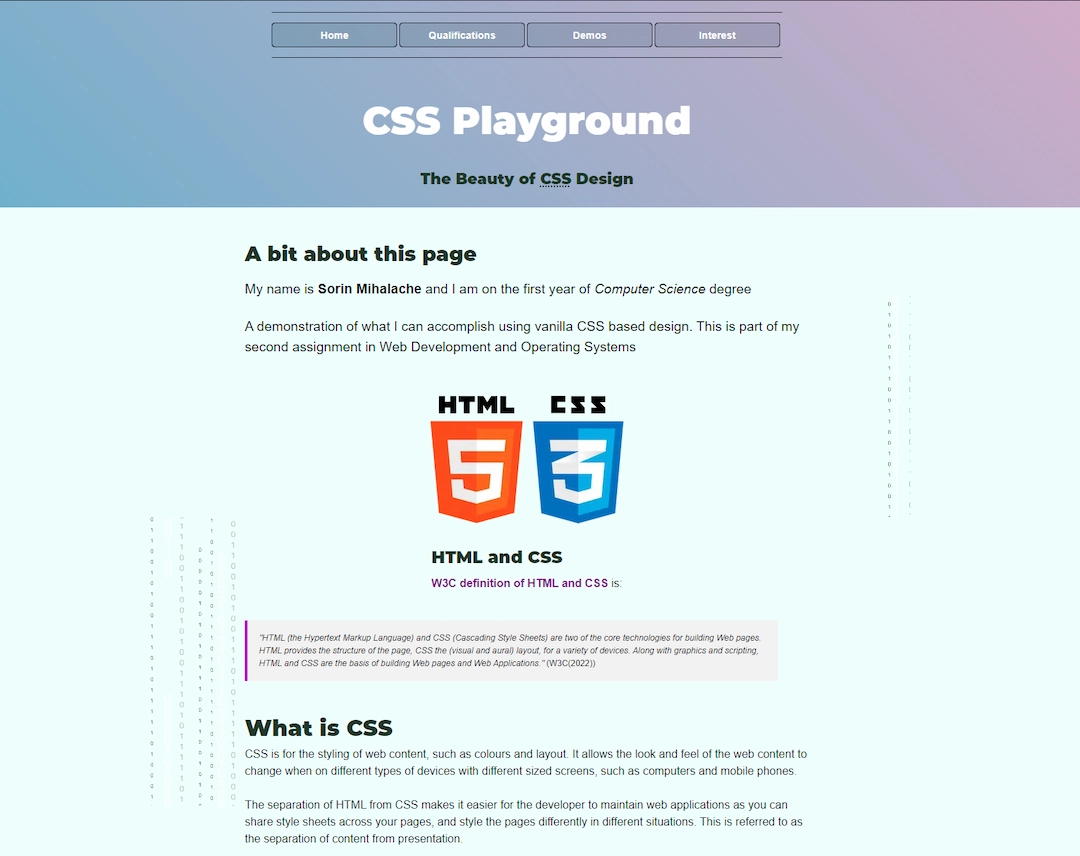 Home
Qualifications
Demos
Interest
CSS Playground
The Beauty of CSS Design
A bit about this page
My name is Sorin Mihalache and I am on the first year of Computer Science degree
A demonstration of what I can accomplish using vanilla CSS based design. This is part of my
second assignment in Web Development and Operating Systems
HTML CSS
5 3
HTML and CSS
W3C definition of HTML and CSS is:
"HTML (the Hypertext Markup Language) and CSS (Cascading Style Sheets) are two of the core technologies for building Web pages.
HTML provides the structure of the page, CSS the (visual and aural) layout, for a variety of devices. Along with graphics and scripting,
HTML and CSS are the basis of building Web pages and Web Applications." (W3C(2022))
What is CSS
CSS is for the styling of web content, such as colours and layout. It allows the look and feel of the web content to
change when on different types of devices with different sized screens, such as computers and mobile phones.
The separation of HTML from CSS makes it easier for the developer to maintain web applications as you can
share style sheets across your pages, and style the pages differently in different situations. This is referred to as
the separation of content from presentation.